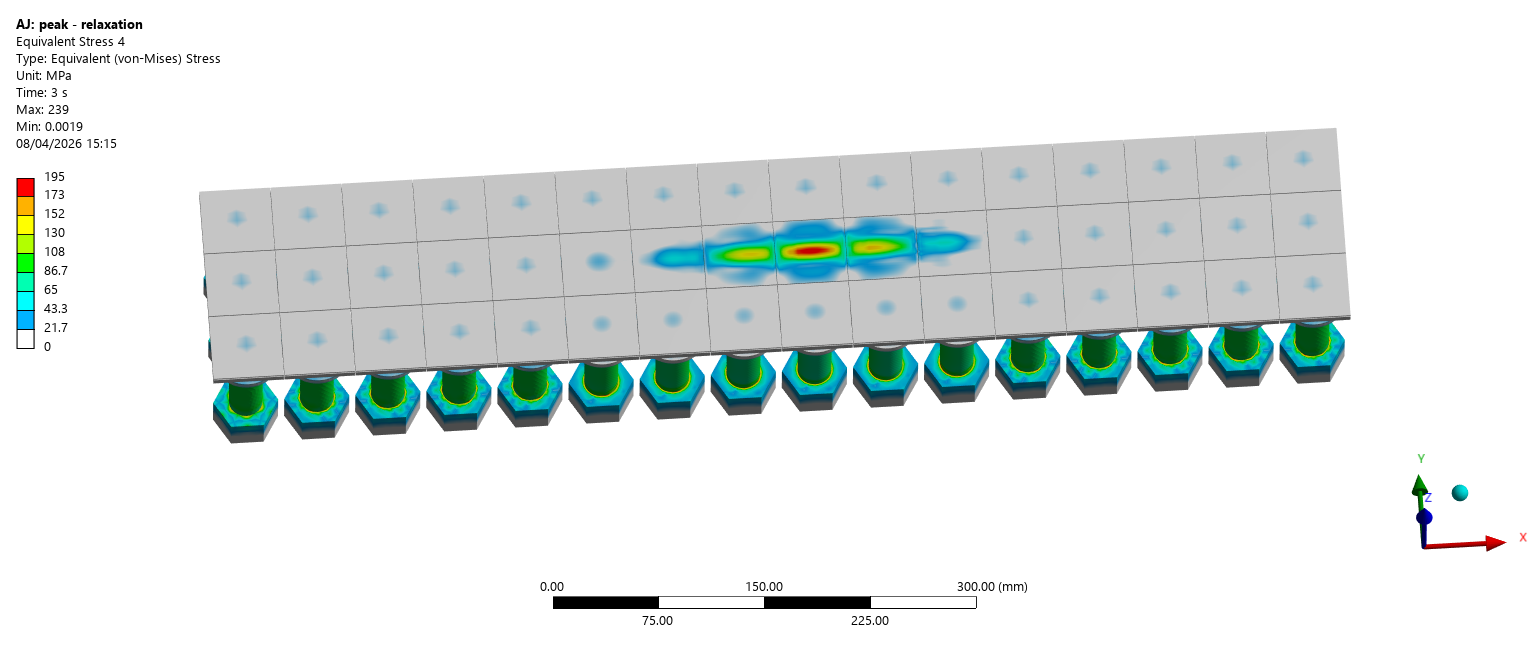 AJ: peak - relaxation
Equivalent Stress 4
Type: Equivalent (von-Mises) Stress
Unit: MPa
Time: 3 s
Max: 239
Min: 0.0019
08/04/2026 15:15
195
173
152
130
108
86.7
65
43.3
21.7
0
Y
Z
X
0.00 150.00 300.00 (mm)
75.00 225.00